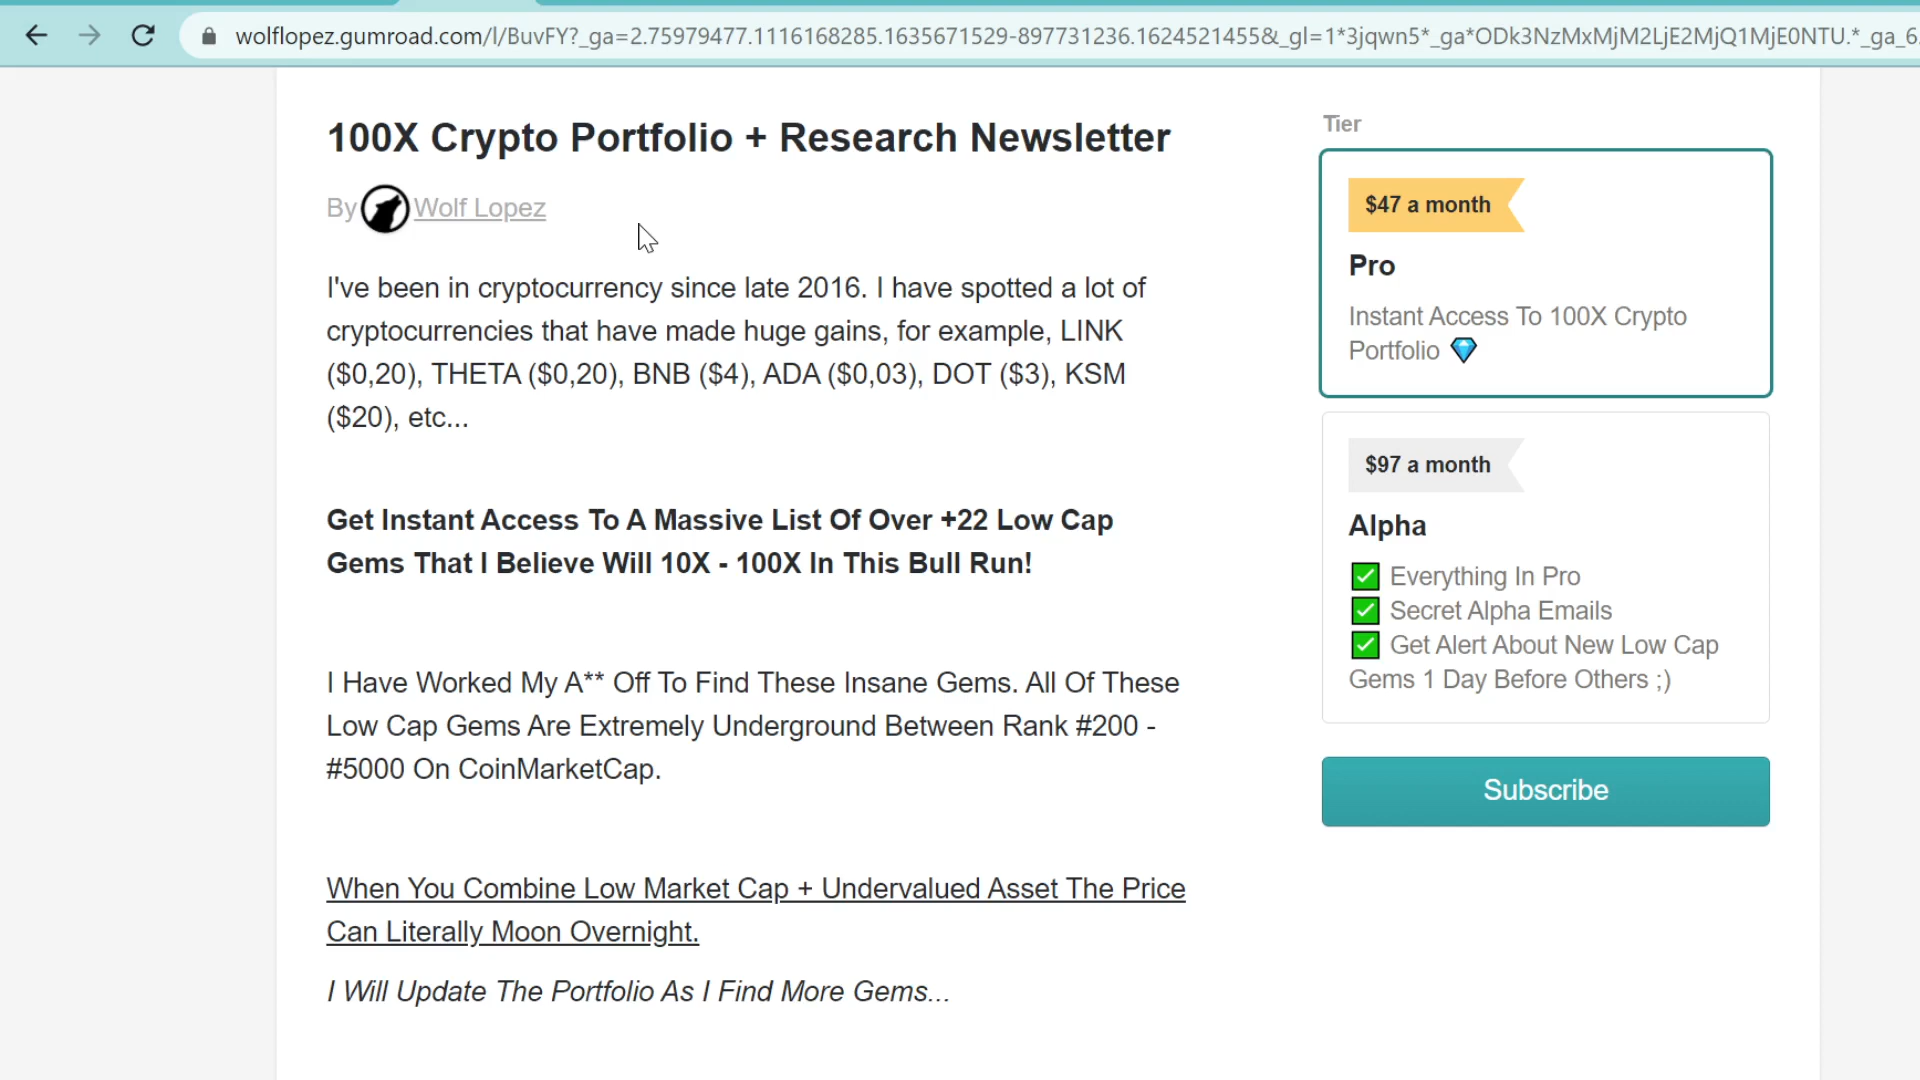 wolflopez.gumroad.com/l/BuvFY?_ga=2.75979477.1116168285.1635671529-897731236.1624521455&_gl=1*3jqwn5*_ga*ODk3NzMxMjM2LjE2MjQ1MjE0NTU.*_ga_6
100X Crypto Portfolio + Research Newsletter
By Wolf Lopez
I've been in cryptocurrency since late 2016. I have spotted a lot of
cryptocurrencies that have made huge gains, for example, LINK
($0,20), THETA ($0,20), BNB ($4), ADA ($0,03), DOT ($3), KSM
($20), etc...
Get Instant Access To A Massive List Of Over +22 Low Cap
Gems That I Believe Will 10X - 100X In This Bull Run!
I Have Worked My A** Off To Find These Insane Gems. All Of These
Low Cap Gems Are Extremely Underground Between Rank #200 -
#5000 On CoinMarketCap.
When You Combine Low Market Cap + Undervalued Asset The Price
Can Literally Moon Overnight.
I Will Update The Portfolio As I Find More Gems...
Tier
$47 a month
Pro
Instant Access To 100X Crypto
Portfolio 💎
$97 a month
Alpha
✅ Everything In Pro
✅ Secret Alpha Emails
✅ Get Alert About New Low Cap
Gems 1 Day Before Others ;)
Subscribe